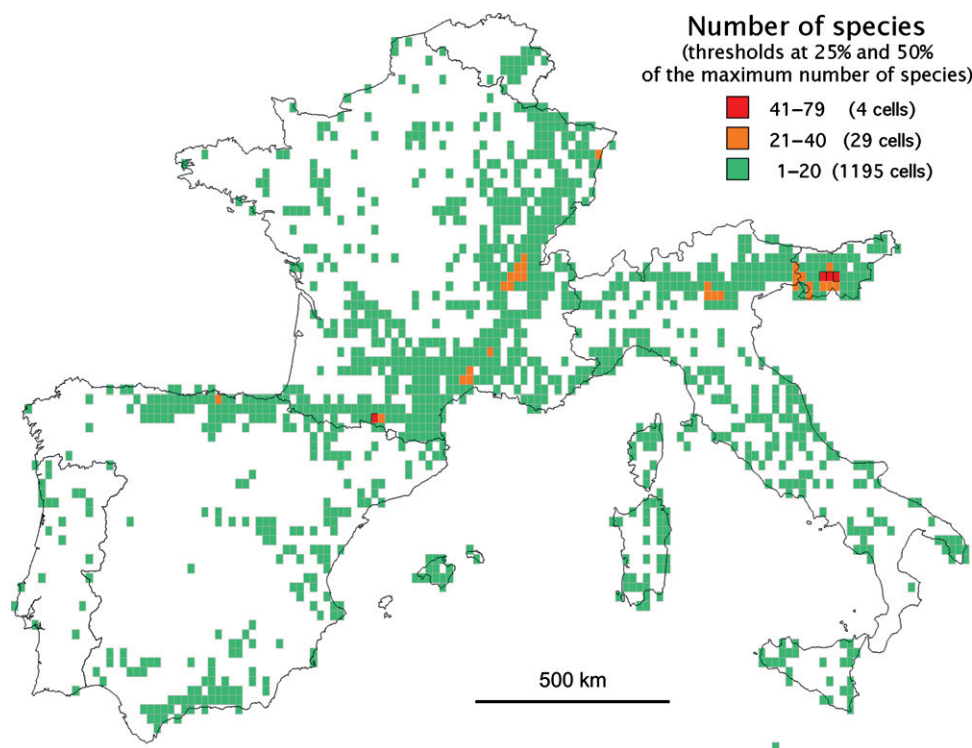 Number of species
(thresholds at 25% and 50%
of the maximum number of species)
41–79 (4 cells)
21–40 (29 cells)
1–20 (1195 cells)
500 km